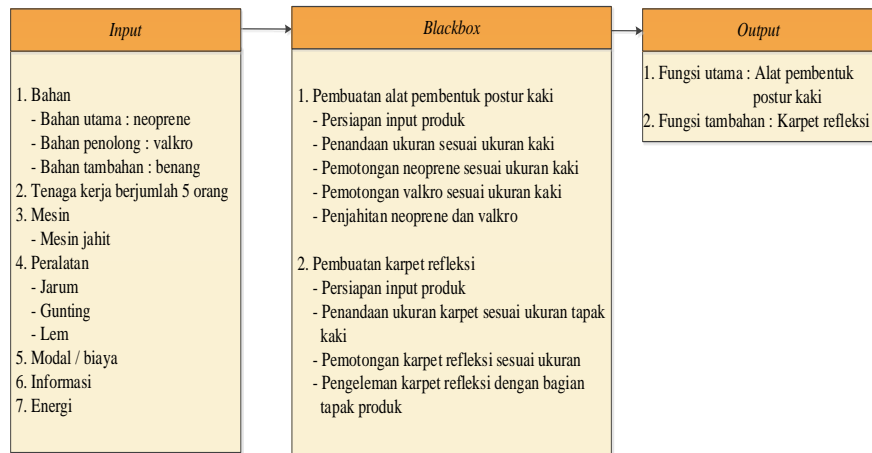 Input
1. Bahan
- Bahan utama : neoprene
- Bahan penolong : valkro
- Bahan tambahan : benang
2. Tenaga kerja berjumlah 5 orang
3. Mesin
- Mesin jahit
4. Peralatan
- Jarum
- Gunting
- Lem
5. Modal / biaya
6. Informasi
7. Energi
Blackbox
1. Pembuatan alat pembentuk postur kaki
- Persiapan input produk
- Penandaan ukuran sesuai ukuran kaki
- Pemotongan neoprene sesuai ukuran kaki
- Pemotongan valkro sesuai ukuran kaki
- Penjahitan neoprene dan valkro
2. Pembuatan karpet refleksi
- Persiapan input produk
- Penandaan ukuran karpet sesuai ukuran tapak
kaki
- Pemotongan karpet refleksi sesuai ukuran
- Pengeleman karpet refleksi dengan bagian
tapak produk
Output
1. Fungsi utama : Alat pembentuk
postur kaki
2. Fungsi tambahan : Karpet refleksi